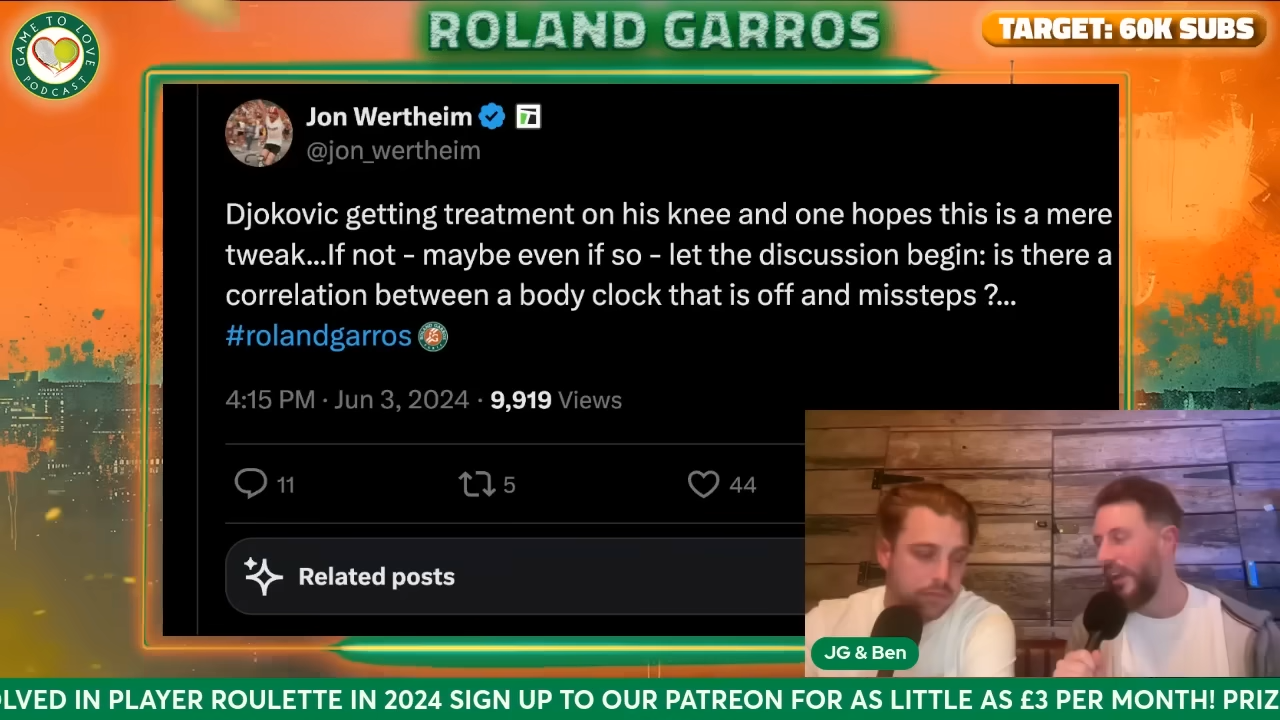 GAME TO LOVE
PODCAST
ROLAND GARROS
TARGET: 60K SUBS
Jon Wertheim
@jon_wertheim
Djokovic getting treatment on his knee and one hopes this is a mere
tweak...If not - maybe even if so - let the discussion begin: is there a
correlation between a body clock that is off and missteps ?...
#rolandgarros
4:15 PM · Jun 3, 2024 · 9,919 Views
11 5 44
Related posts
JG & Ben
OLVED IN PLAYER ROULETTE IN 2024 SIGN UP TO OUR PATREON FOR AS LITTLE AS £3 PER MONTH! PRIZ